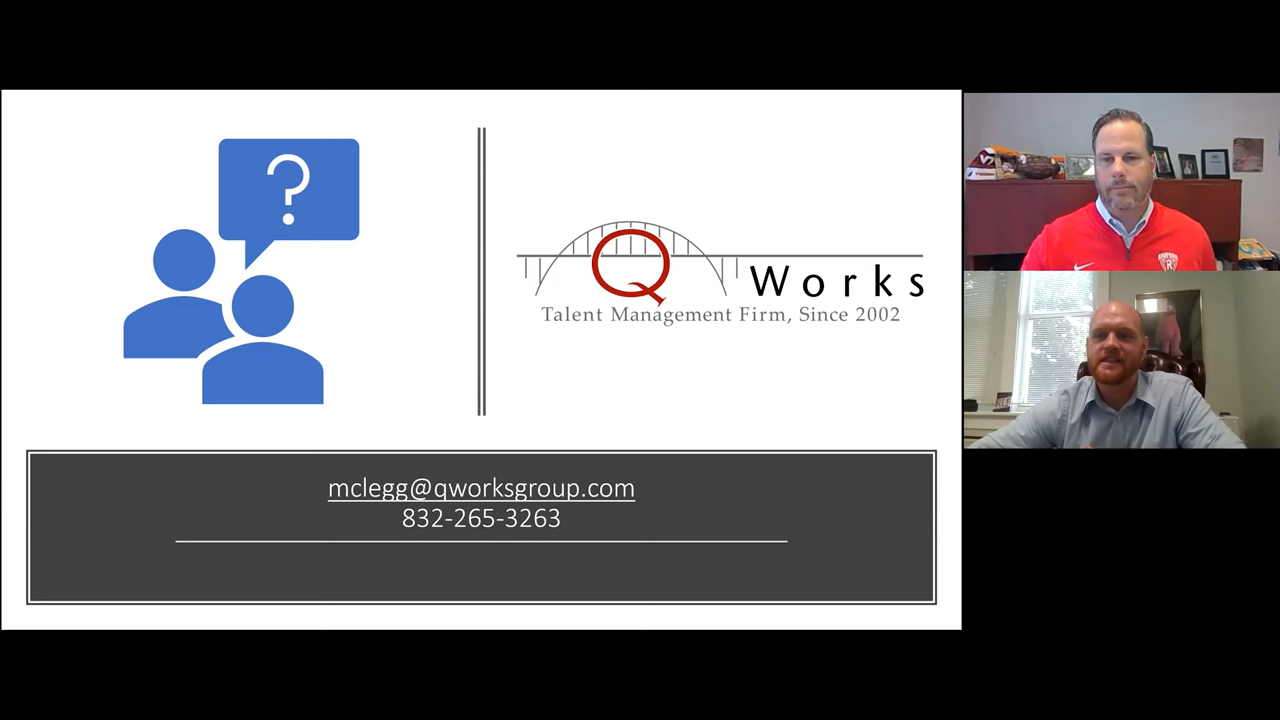 ?
Q Works
Talent Management Firm, Since 2002
mclegg@qworksgroup.com
832-265-3263